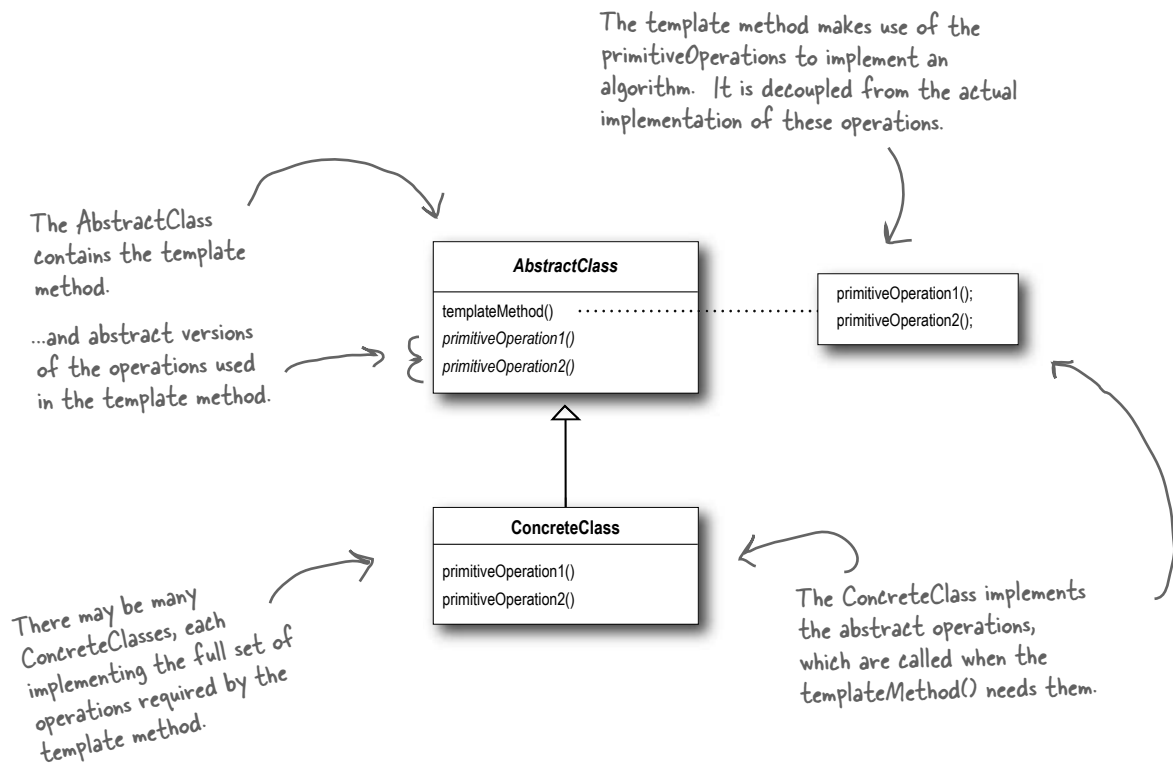 The template method makes use of the
primitiveOperations to implement an
algorithm. It is decoupled from the actual
implementation of these operations.
The AbstractClass
contains the template
method.
...and abstract versions
of the operations used
in the template method.
AbstractClass
templateMethod()
primitiveOperation1()
primitiveOperation2()
primitiveOperation1();
primitiveOperation2();
ConcreteClass
primitiveOperation1()
primitiveOperation2()
There may be many
ConcreteClasses, each
implementing the full set of
operations required by the
template method.
The ConcreteClass implements
the abstract operations,
which are called when the
templateMethod() needs them.